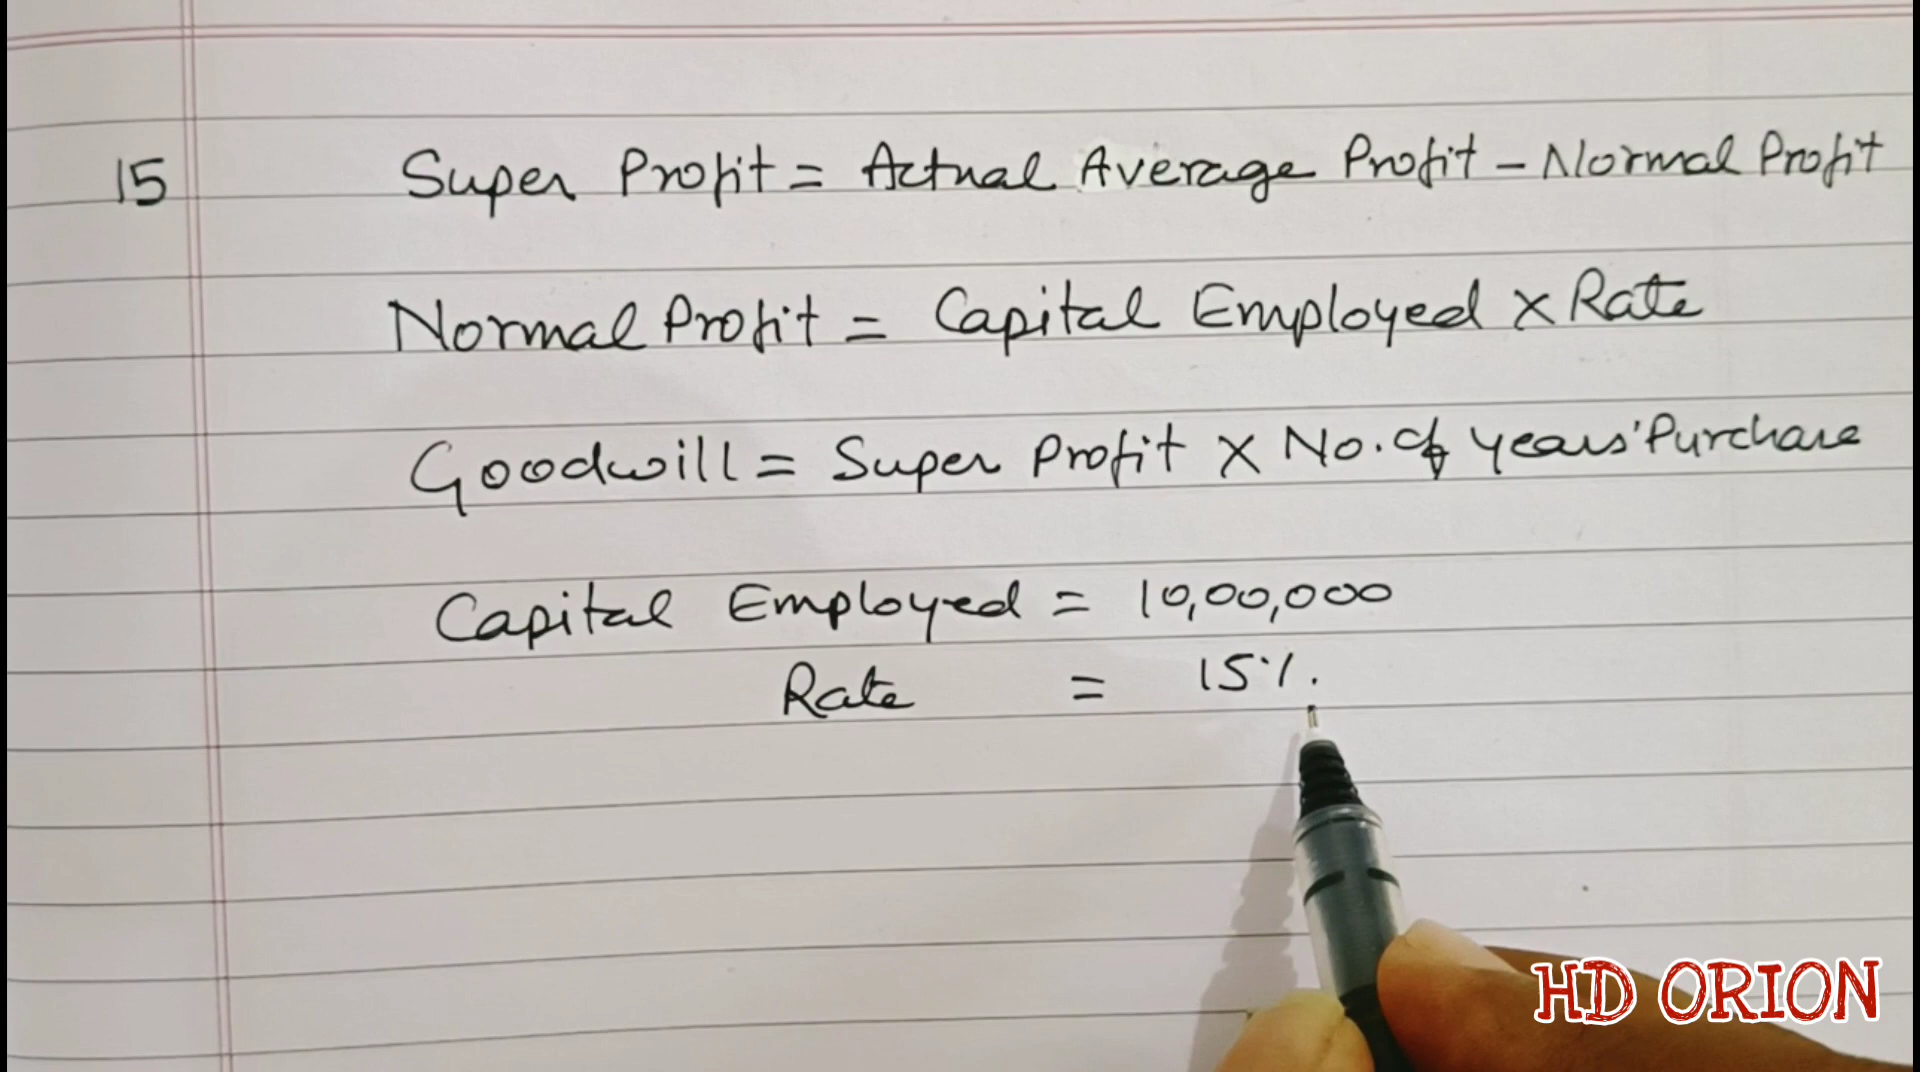 15 Super Profit = Actual Average Profit - Normal Profit
Normal Profit = Capital Employed x Rate
Goodwill = Super Profit x No. of years' Purchase
Capital Employed = 10,00,000
Rate = 15%.
HD ORION